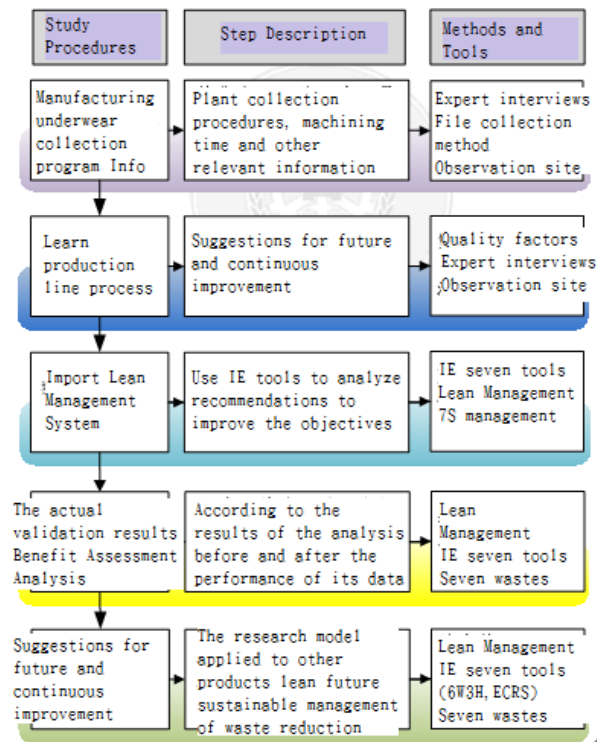 Study
Procedures
Step Description
Methods and
Tools
Manufacturing
underwear
collection
program Info
Plant collection
procedures, machining
time and other
relevant information
Expert interviews
File collection
method
Observation site
Learn
production
line process
Suggestions for future
and continuous
improvement
Quality factors
Expert interviews
Observation site
Import Lean
Management
System
Use IE tools to analyze
recommendations to
improve the objectives
IE seven tools
Lean Management
7S management
The actual
validation results
Benefit Assessment
Analysis
According to the
results of the analysis
before and after the
performance of its data
Lean
Management
IE seven tools
Seven wastes
Suggestions for
future and
continuous
improvement
The research model
applied to other
products lean future
sustainable management
of waste reduction
Lean Management
IE seven tools
(6W3H,ECRS)
Seven wastes